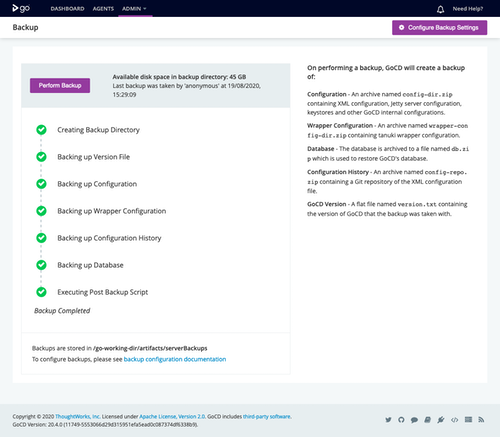 go DASHBOARD AGENTS ADMIN Need Help?
Backup
Configure Backup Settings
Perform Backup
Available disk space in backup directory: 45 GB
Last backup was taken by 'anonymous' at 19/08/2020,
15:29:09
Creating Backup Directory
Backing up Version File
Backing up Configuration
Backing up Wrapper Configuration
Backing up Configuration History
Backing up Database
Executing Post Backup Script
Backup Completed
Backups are stored in /go-working-dir/artifacts/serverBackups
To configure backups, please see backup configuration documentation
On performing a backup, GoCD will create a backup
of:
Configuration - An archive named config-dir.zip
containing XML configuration, jetty server configuration,
keystores and other GoCD internal configurations.
Wrapper Configuration - An archive named wrapper-con
fig-dir.zip containing tanuki wrapper configuration.
Database - The database is archived to a file named db.zi
p which is used to restore GoCD's database.
Configuration History - An archive named config-repo.
zip containing a Git repository of the XML configuration
file.
GoCD Version - A flat file named version.txt containing
the version of GoCD that the backup was taken with.
Copyright © 2020 ThoughtWorks, Inc. Licensed under Apache License, Version 2.0. GoCD includes third-party software.
GoCD Version: 20.4.0 (11749-5553066d29d315951efa5ead0c087374df6338b9).